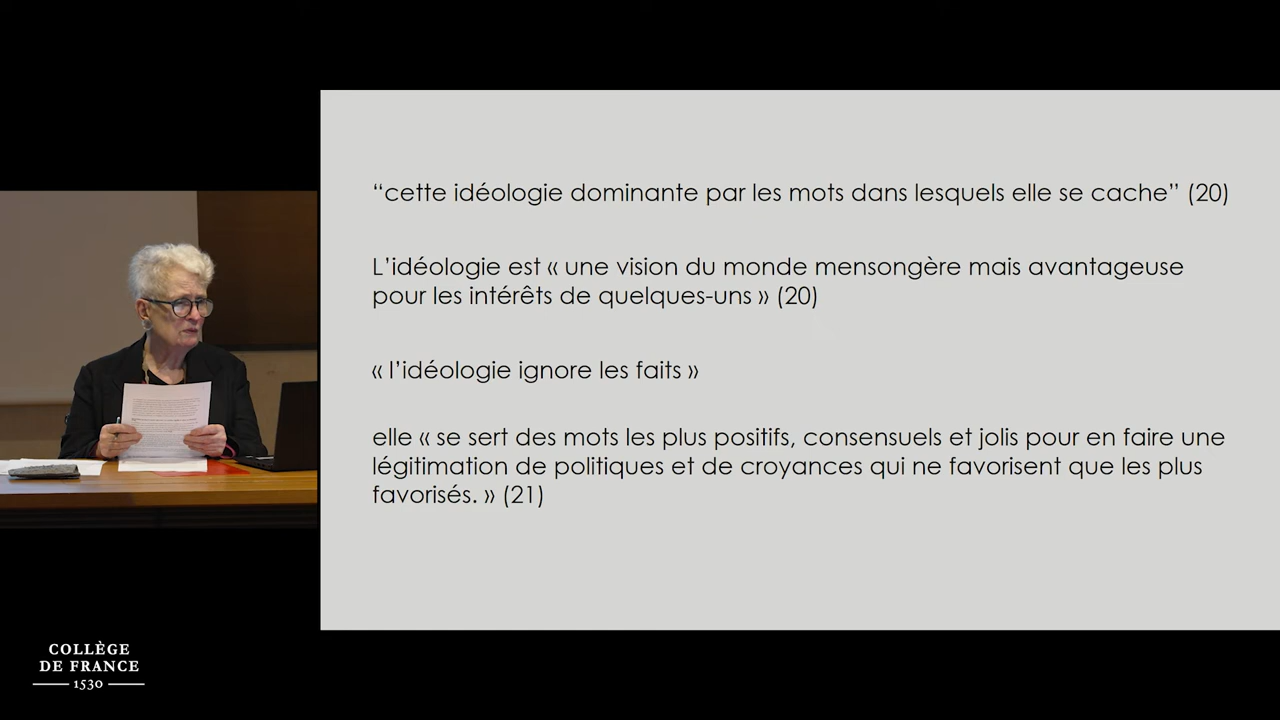 “cette idéologie dominante par les mots dans lesquels elle se cache” (20)
L’idéologie est « une vision du monde mensongère mais avantageuse
pour les intérêts de quelques-uns » (20)
« l’idéologie ignore les faits »
elle « se sert des mots les plus positifs, consensuels et jolis pour en faire une
légitimation de politiques et de croyances qui ne favorisent que les plus
favorisés. » (21)
COLLÈGE
DE FRANCE
1530